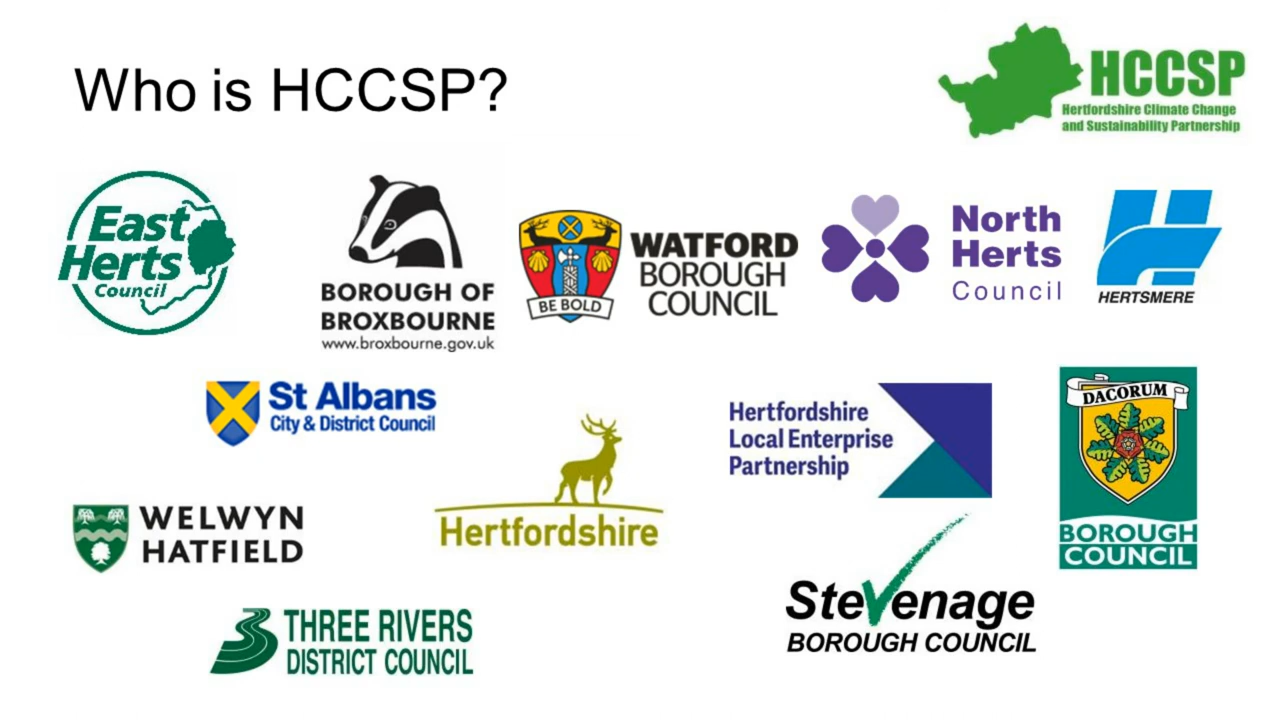 Who is HCCSP?
HCCSP
Hertfordshire Climate Change
and Sustainability Partnership
East
Herts
Council
BOROUGH OF
BROXBOURNE
www.broxbourne.gov.uk
BE BOLD
WATFORD
BOROUGH
COUNCIL
North
Herts
Council
HERTSMERE
St Albans
City & District Council
Hertfordshire
Hertfordshire
Local Enterprise
Partnership
DACORUM
BOROUGH
COUNCIL
WELWYN
HATFIELD
Stevenage
BOROUGH COUNCIL
THREE RIVERS
DISTRICT COUNCIL